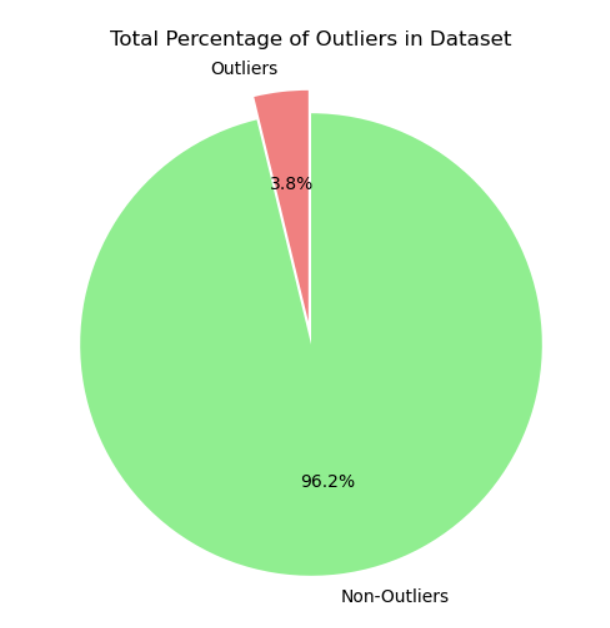 Total Percentage of Outliers in Dataset
Outliers
3.8%
96.2%
Non-Outliers